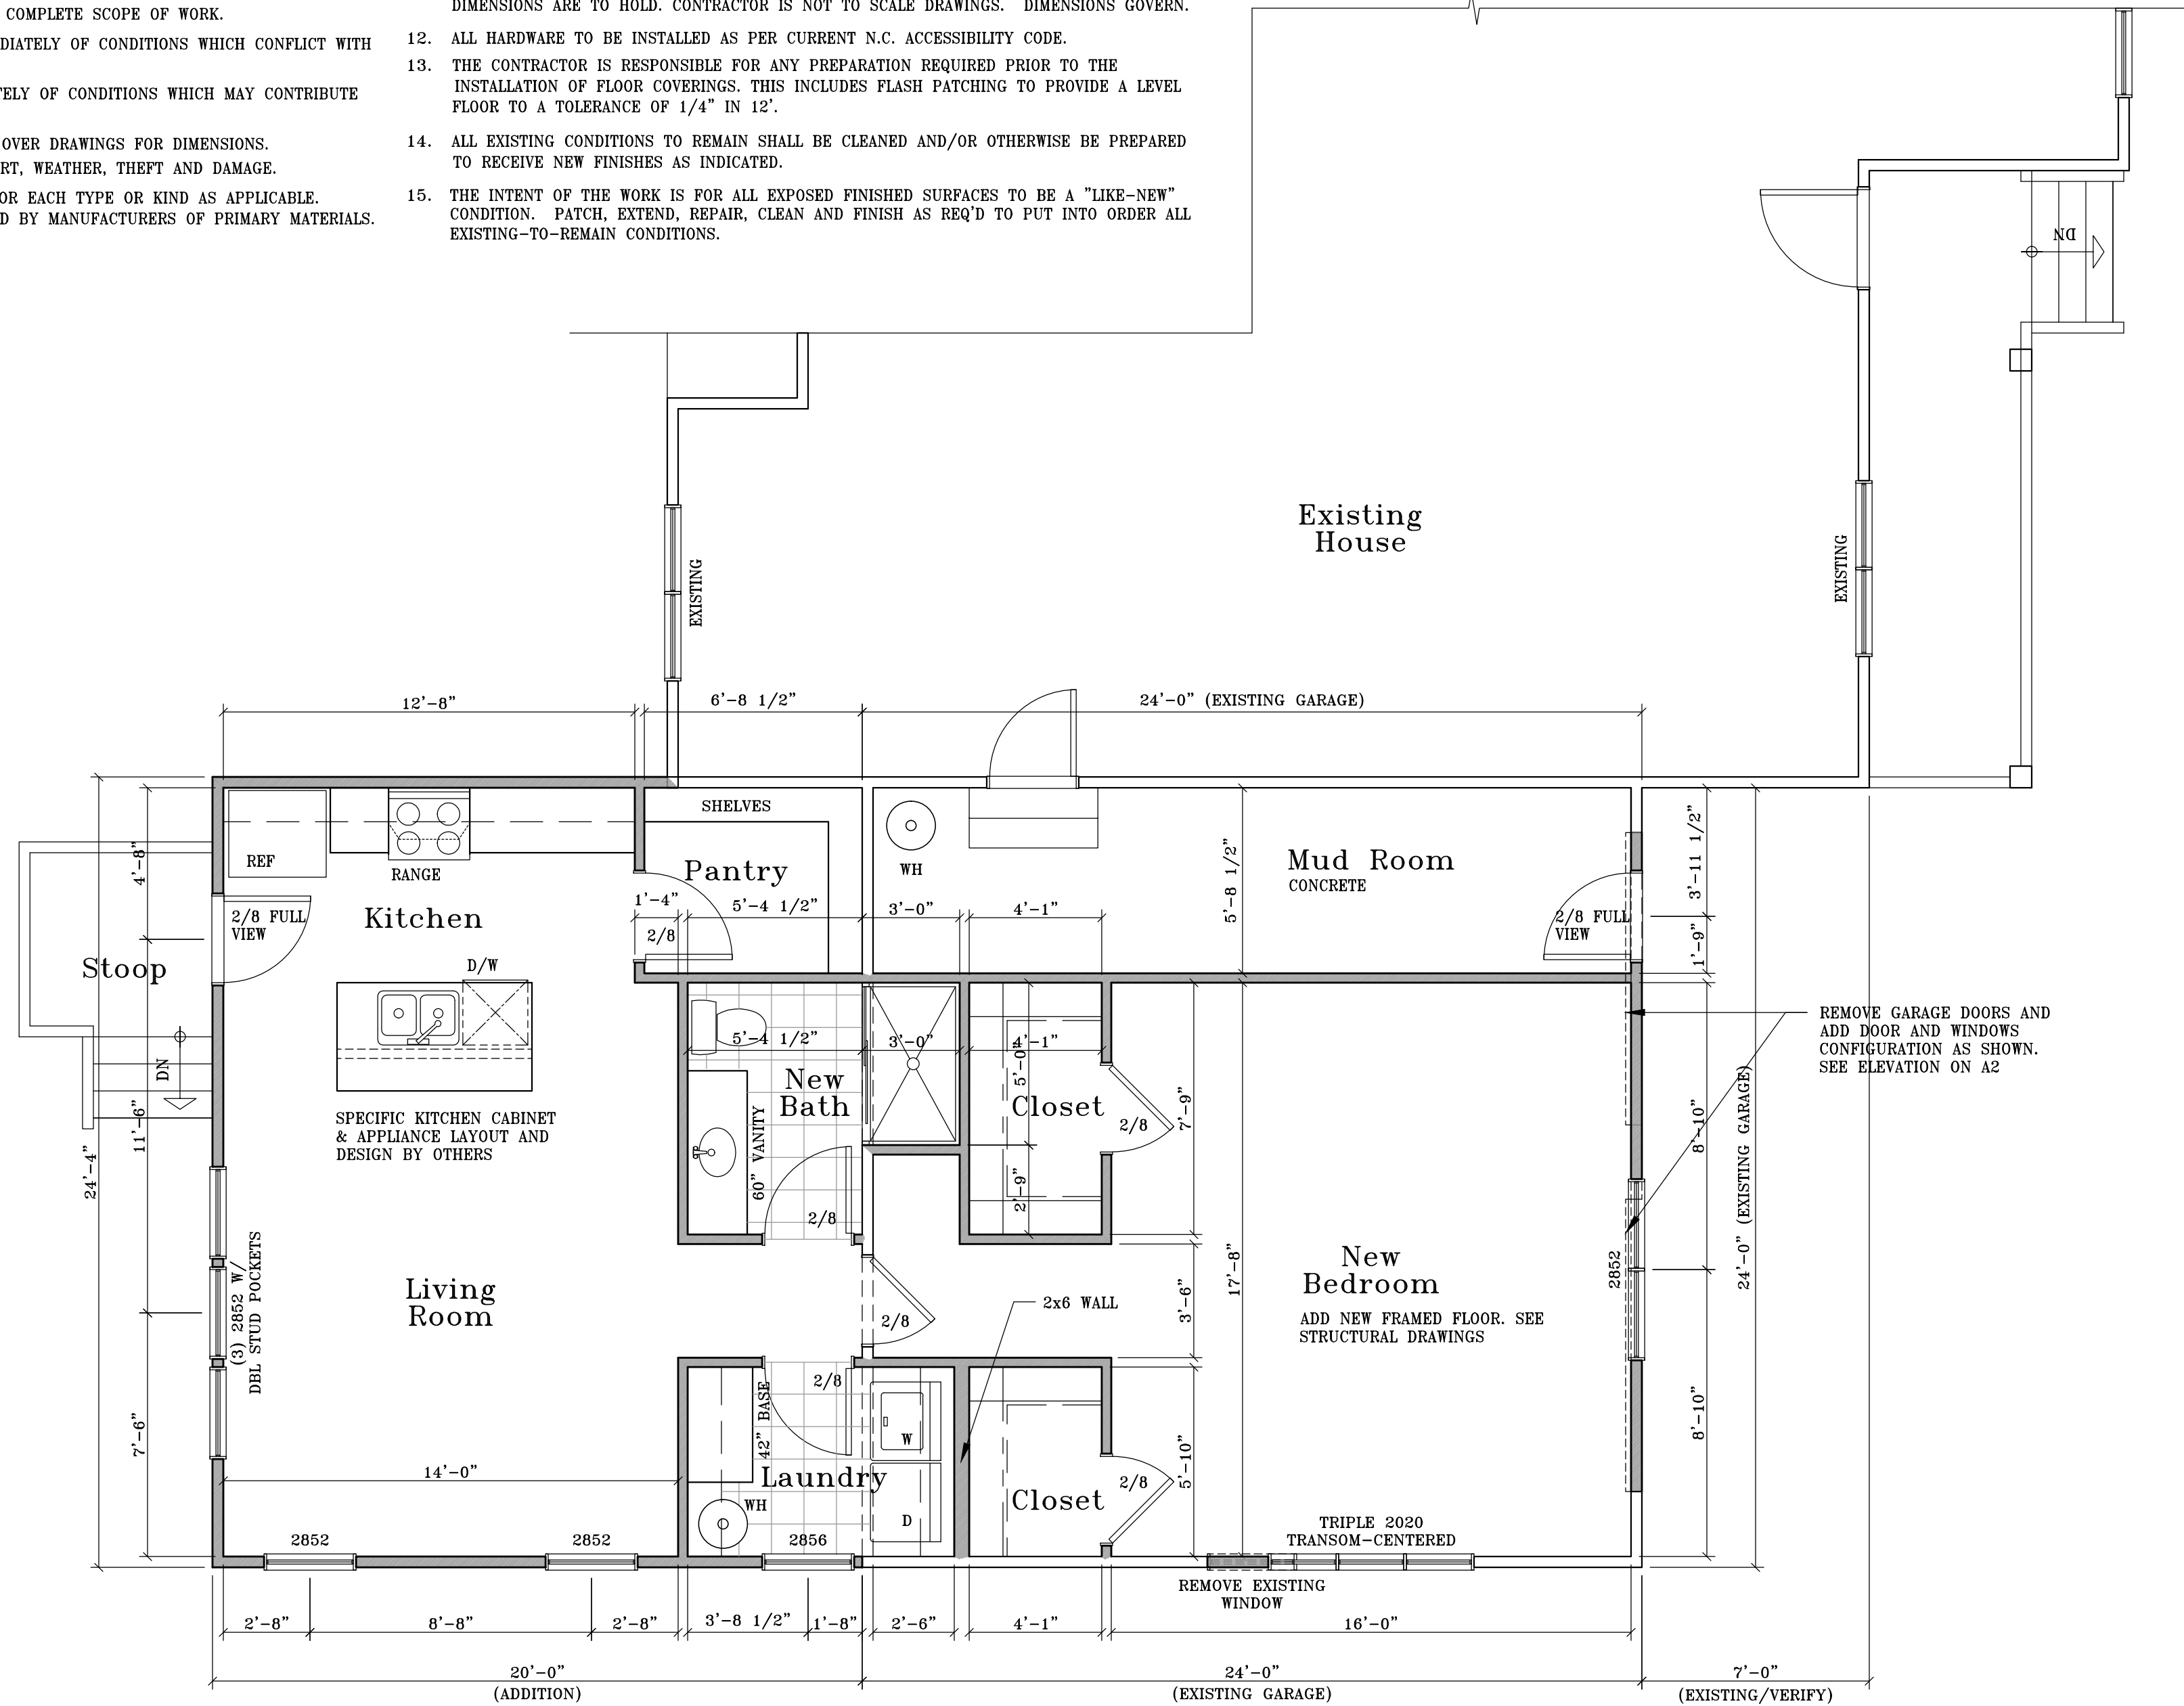 COMPLETE SCOPE OF WORK.
DIATELY OF CONDITIONS WHICH CONFLICT WITH
TELY OF CONDITIONS WHICH MAY CONTRIBUTE
OVER DRAWINGS FOR DIMENSIONS.
RT, WEATHER, THEFT AND DAMAGE.
OR EACH TYPE OR KIND AS APPLICABLE.
D BY MANUFACTURERS OF PRIMARY MATERIALS.
DIMENSIONS ARE TO HOLD. CONTRACTOR IS NOT TO SCALE DRAWINGS. DIMENSIONS GOVERN.
12. ALL HARDWARE TO BE INSTALLED AS PER CURRENT N.C. ACCESSIBILITY CODE.
13. THE CONTRACTOR IS RESPONSIBLE FOR ANY PREPARATION REQUIRED PRIOR TO THE
INSTALLATION OF FLOOR COVERINGS. THIS INCLUDES FLASH PATCHING TO PROVIDE A LEVEL
FLOOR TO A TOLERANCE OF 1/4" IN 12'.
14. ALL EXISTING CONDITIONS TO REMAIN SHALL BE CLEANED AND/OR OTHERWISE BE PREPARED
TO RECEIVE NEW FINISHES AS INDICATED.
15. THE INTENT OF THE WORK IS FOR ALL EXPOSED FINISHED SURFACES TO BE A "LIKE-NEW"
CONDITION. PATCH, EXTEND, REPAIR, CLEAN AND FINISH AS REQ'D TO PUT INTO ORDER ALL
EXISTING-TO-REMAIN CONDITIONS.
DN
Existing
House
EXISTING
EXISTING
12'-8"
6'-8 1/2"
24'-0" (EXISTING GARAGE)
SHELVES
Pantry
REF
RANGE
WH
Mud Room
CONCRETE
5'-8 1/2"
3'-11 1/2"
4'-8"
Kitchen
2/8 FULL
VIEW
1'-4"
5'-4 1/2"
3'-0"
4'-1"
2/8
2/8 FULL
VIEW
1'-9"
Stoop
D/W
DN
REMOVE GARAGE DOORS AND
ADD DOOR AND WINDOWS
CONFIGURATION AS SHOWN.
SEE ELEVATION ON A2
5'-4 1/2"
3'-0"
4'-1"
5'-0"
New
Bath
Closet
2/8
7'-9"
8'-10"
24'-0" (EXISTING GARAGE)
11'-6"
24'-4"
SPECIFIC KITCHEN CABINET
& APPLIANCE LAYOUT AND
DESIGN BY OTHERS
60" VANITY
2'-9"
2/8
Living
Room
(3) 2852 W/
DBL STUD POCKETS
2/8
2x6 WALL
3'-6"
17'-8"
New
Bedroom
ADD NEW FRAMED FLOOR. SEE
STRUCTURAL DRAWINGS
2852
7'-6"
14'-0"
2/8
42" BASE
W
Laundry
WH
D
Closet
2/8
5'-10"
8'-10"
2852
2852
2856
TRIPLE 2020
TRANSOM-CENTERED
REMOVE EXISTING
WINDOW
2'-8"
8'-8"
2'-8"
3'-8 1/2"
1'-8"
2'-6"
4'-1"
16'-0"
20'-0"
(ADDITION)
24'-0"
(EXISTING GARAGE)
7'-0"
(EXISTING/VERIFY)